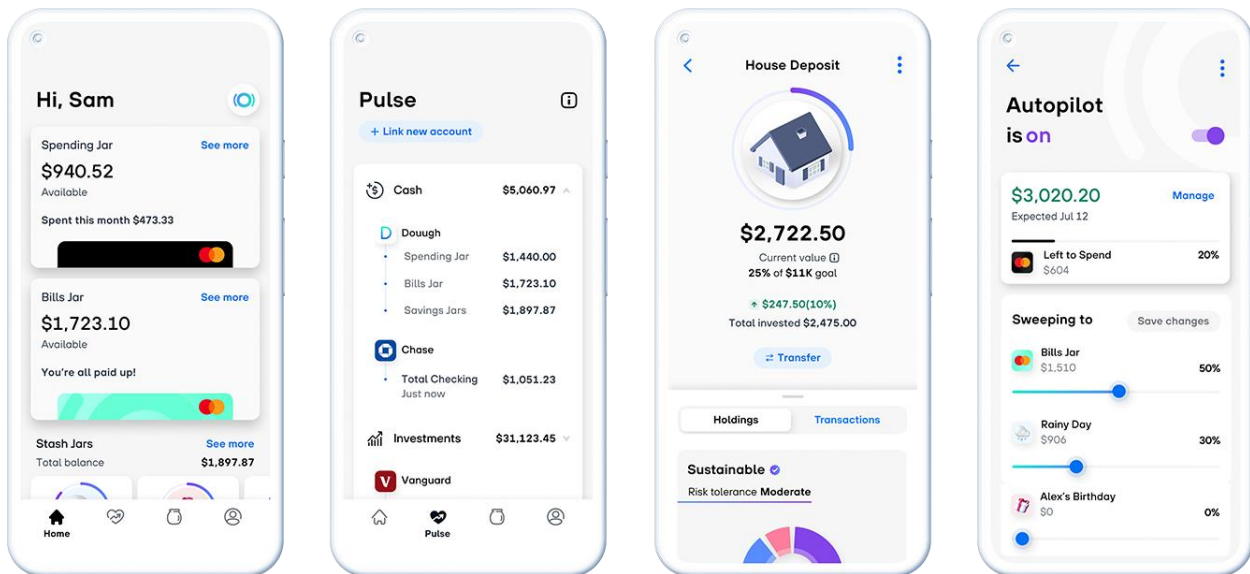 Hi, Sam
Spending Jar See more
$940.52
Available
Spent this month $473.33
Bills Jar See more
$1,723.10
Available
You're all paid up!
Stash Jars See more
Total balance $1,897.87
Home
Pulse
+ Link new account
Cash $5,060.97
D Douugh
Spending Jar $1,440.00
Bills Jar $1,723.10
Savings Jars $1,897.87
Chase
Total Checking $1,051.23
Just now
Investments $31,123.45
V Vanguard
Pulse
House Deposit
$2,722.50
Current value
25% of $11K goal
$247.50(10%)
Total invested $2,475.00
Transfer
Holdings Transactions
Sustainable
Risk tolerance Moderate
Autopilot
is on
$3,020.20 Manage
Expected Jul 12
Left to Spend 20%
$604
Sweeping to Save changes
Bills Jar
$1,510 50%
Rainy Day
$906 30%
Alex's Birthday
$0 0%